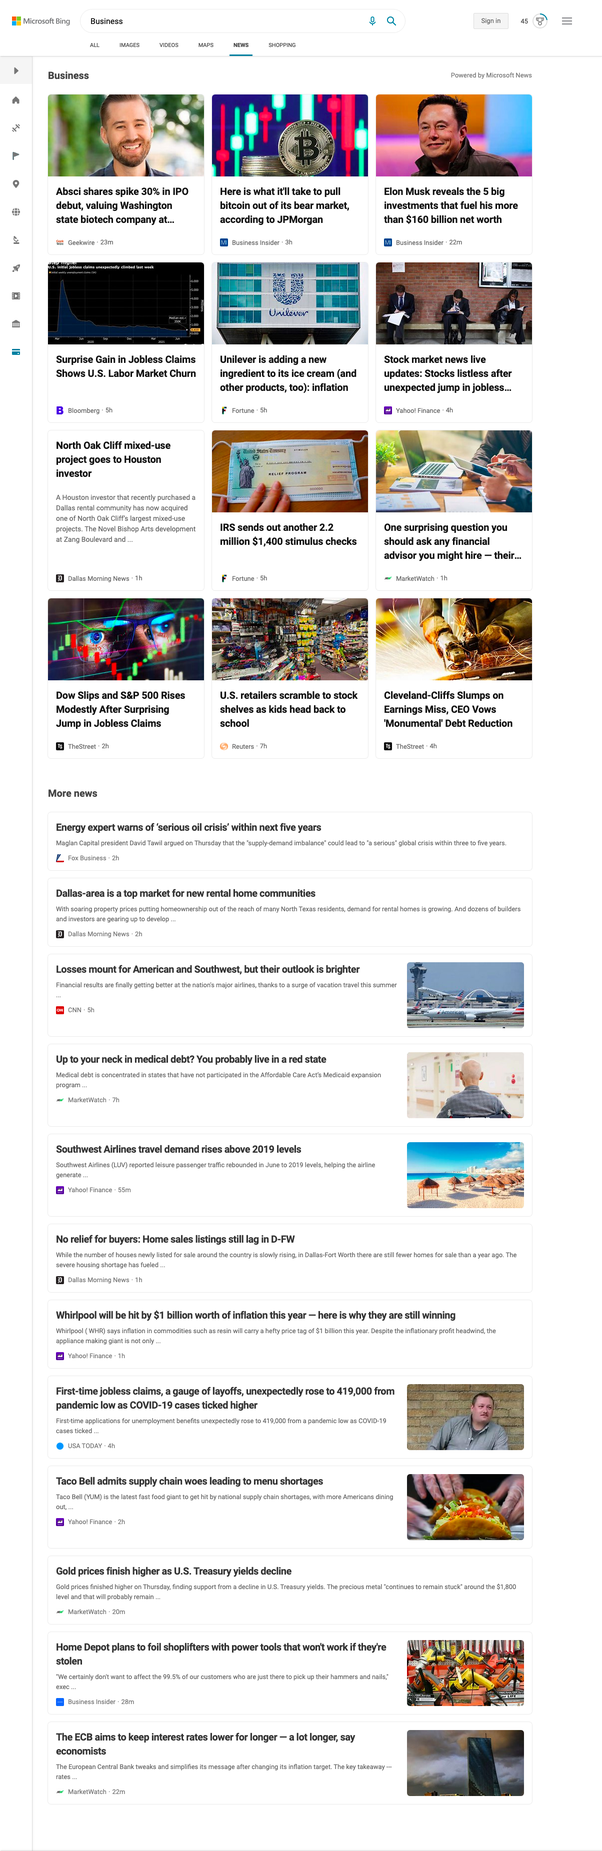 Microsoft Bing
Business
Sign in
45
ALL
IMAGES
VIDEOS
MAPS
NEWS
SHOPPING
Business
Powered by Microsoft News
Absci shares spike 30% in IPO
debut, valuing Washington
state biotech company at...
Geekwire · 23m
Here is what it'll take to pull
bitcoin out of its bear market,
according to JPMorgan
Business Insider · 3h
Elon Musk reveals the 5 big
investments that fuel his more
than $160 billion net worth
Business Insider · 22m
U.S. initial jobless claims unexpectedly climbed last week
Surprise Gain in Jobless Claims
Shows U.S. Labor Market Churn
Bloomberg · 5h
Unilever
Unilever is adding a new
ingredient to its ice cream (and
other products, too): inflation
Fortune · 5h
Stock market news live
updates: Stocks listless after
unexpected jump in jobless...
Yahoo! Finance · 4h
North Oak Cliff mixed-use
project goes to Houston
investor
A Houston investor that recently purchased a
Dallas rental community has now acquired
one of North Oak Cliff's largest mixed-use
projects. The Novel Bishop Arts development
at Zang Boulevard and ...
Dallas Morning News · 1h
IRS sends out another 2.2
million $1,400 stimulus checks
Fortune · 5h
One surprising question you
should ask any financial
advisor you might hire — their...
MarketWatch · 1h
Dow Slips and S&P 500 Rises
Modestly After Surprising
Jump in Jobless Claims
TheStreet · 2h
U.S. retailers scramble to stock
shelves as kids head back to
school
Reuters · 7h
Cleveland-Cliffs Slumps on
Earnings Miss, CEO Vows
'Monumental' Debt Reduction
TheStreet · 4h
More news
Energy expert warns of 'serious oil crisis' within next five years
Maglan Capital president David Tawil argued on Thursday that the "supply-demand imbalance" could lead to "a serious" global crisis within three to five years.
Fox Business · 2h
Dallas-area is a top market for new rental home communities
With soaring property prices putting homeownership out of the reach of many North Texas residents, demand for rental homes is growing. And dozens of builders
and investors are gearing up to develop ...
Dallas Morning News · 2h
Losses mount for American and Southwest, but their outlook is brighter
Financial results are finally getting better at the nation's major airlines, thanks to a surge of vacation travel this summer
...
CNN · 5h
American
Up to your neck in medical debt? You probably live in a red state
Medical debt is concentrated in states that have not participated in the Affordable Care Act's Medicaid expansion
program ...
MarketWatch · 7h
Southwest Airlines travel demand rises above 2019 levels
Southwest Airlines (LUV) reported leisure passenger traffic rebounded in June to 2019 levels, helping the airline
generate ...
Yahoo! Finance · 55m
No relief for buyers: Home sales listings still lag in D-FW
While the number of houses newly listed for sale around the country is slowly rising, in Dallas-Fort Worth there are still fewer homes for sale than a year ago. The
severe housing shortage has fueled ...
Dallas Morning News · 1h
Whirlpool will be hit by $1 billion worth of inflation this year — here is why they are still winning
Whirlpool ( WHR) says inflation in commodities such as resin will carry a hefty price tag of $1 billion this year. Despite the inflationary profit headwind, the
appliance making giant is not only ...
Yahoo! Finance · 1h
First-time jobless claims, a gauge of layoffs, unexpectedly rose to 419,000 from
pandemic low as COVID-19 cases ticked higher
First-time applications for unemployment benefits unexpectedly rose to 419,000 from a pandemic low as COVID-19
cases ticked ...
USA TODAY · 4h
Taco Bell admits supply chain woes leading to menu shortages
Taco Bell (YUM) is the latest fast food giant to get hit by national supply chain shortages, with more Americans dining
out, ...
Yahoo! Finance · 2h
Gold prices finish higher as U.S. Treasury yields decline
Gold prices finished higher on Thursday, finding support from a decline in U.S. Treasury yields. The precious metal "continues to remain stuck" around the $1,800
level and that will probably remain ...
MarketWatch · 20m
Home Depot plans to foil shoplifters with power tools that won't work if they're
stolen
"We certainly don't want to affect the 99.5% of our customers who are just there to pick up their hammers and nails,"
exec ...
Business Insider · 28m
The ECB aims to keep interest rates lower for longer — a lot longer, say
economists
The European Central Bank tweaks and simplifies its message after changing its inflation target. The key takeaway —
rates ...
MarketWatch · 22m